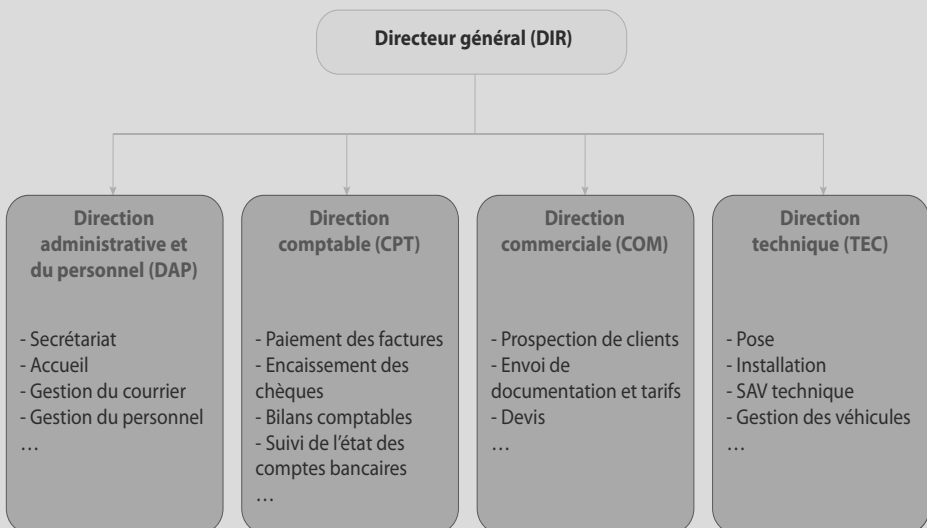 Directeur général (DIR)
Direction
administrative et
du personnel (DAP)
- Secrétariat
- Accueil
- Gestion du courrier
- Gestion du personnel
…
Direction
comptable (CPT)
- Paiement des factures
- Encaissement des
chèques
- Bilans comptables
- Suivi de l’état des
comptes bancaires
…
Direction
commerciale (COM)
- Prospection de clients
- Envoi de
documentation et tarifs
- Devis
…
Direction
technique (TEC)
- Pose
- Installation
- SAV technique
- Gestion des véhicules
…